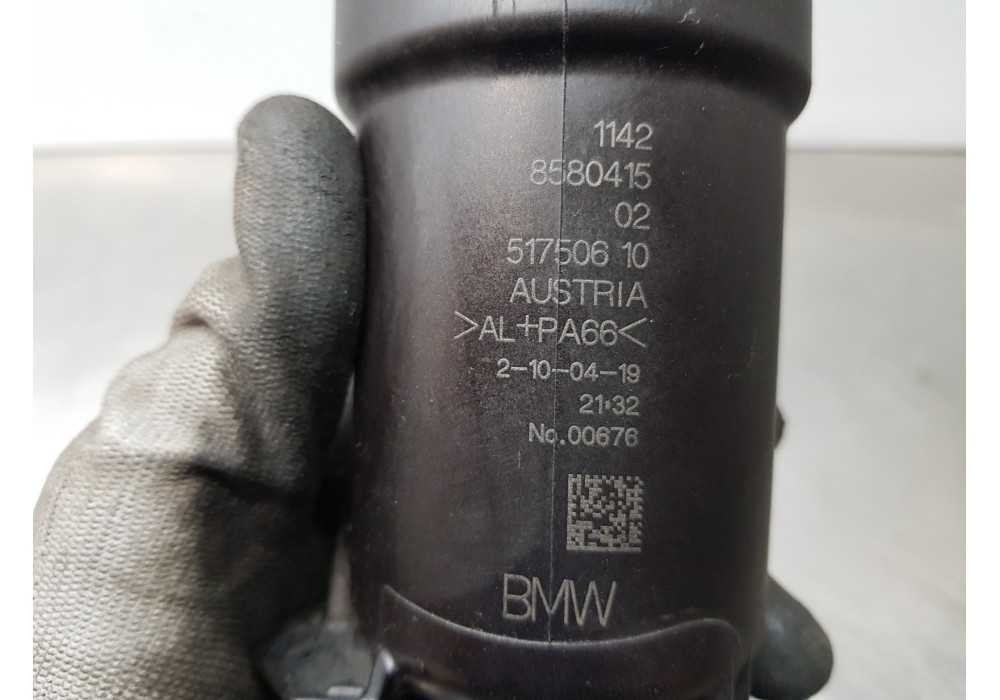 1142
8580415
02
517506 10
AUSTRIA
>AL+PA66<
2-10-04-19
21:32
No.00676
BMW